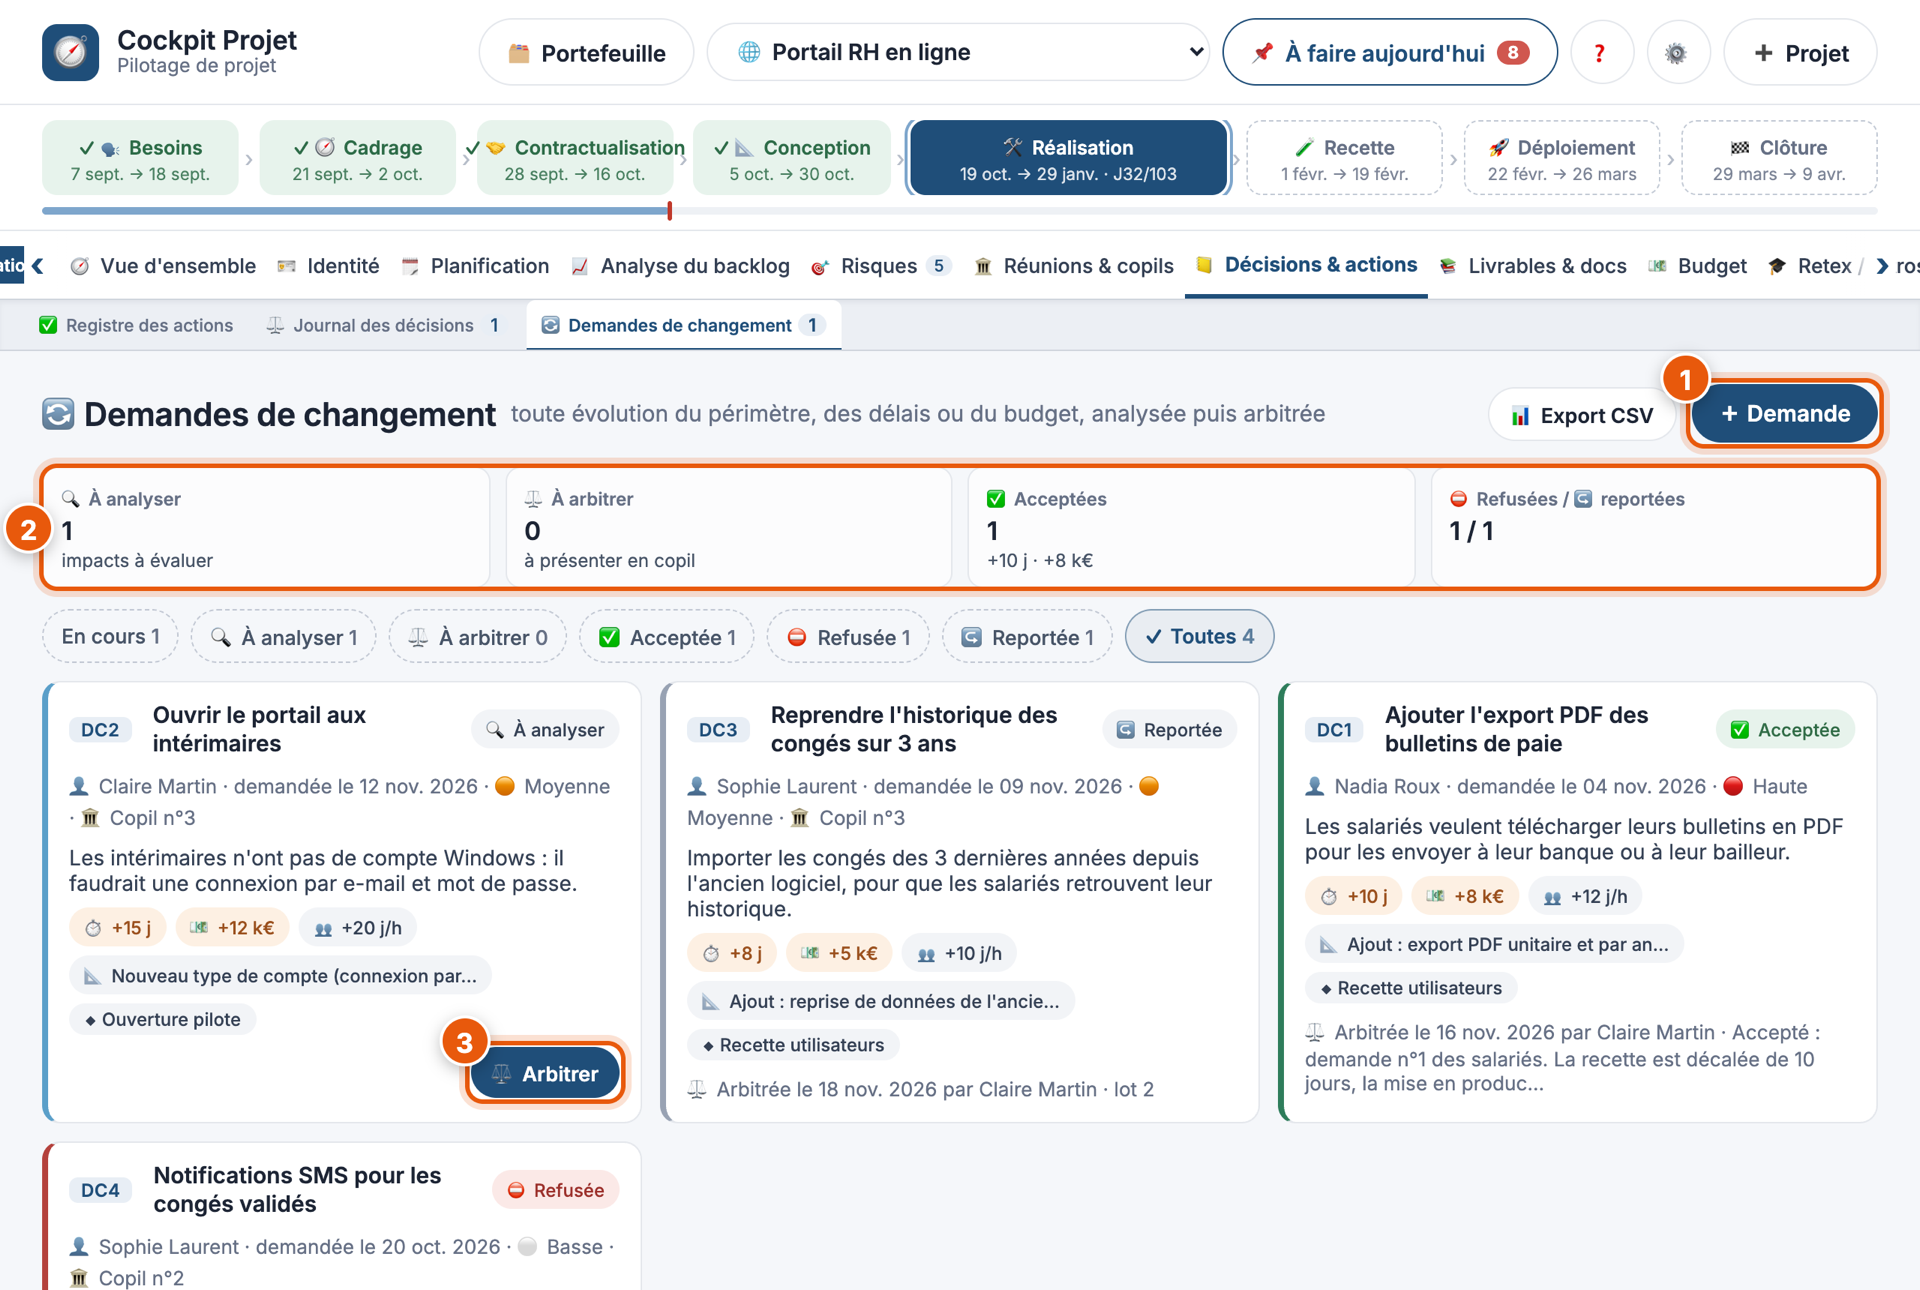 Cockpit Projet
Pilotage de projet
Portefeuille
Portail RH en ligne
À faire aujourd'hui 8
?
+ Projet
✓ Besoins
7 sept. → 18 sept.
✓ Cadrage
21 sept. → 2 oct.
✓ Contractualisation
28 sept. → 16 oct.
✓ Conception
5 oct. → 30 oct.
Réalisation
19 oct. → 29 janv. · J32/103
Recette
1 févr. → 19 févr.
Déploiement
22 févr. → 26 mars
Clôture
29 mars → 9 avr.
atio
Vue d'ensemble
Identité
Planification
Analyse du backlog
Risques 5
Réunions & copils
Décisions & actions
Livrables & docs
Budget
Retex /
ros
Registre des actions
Journal des décisions 1
Demandes de changement 1
Demandes de changement toute évolution du périmètre, des délais ou du budget, analysée puis arbitrée
Export CSV
1
+ Demande
2
À analyser
1
impacts à évaluer
À arbitrer
0
à présenter en copil
Acceptées
1
+10 j · +8 k€
Refusées / reportées
1 / 1
En cours 1
À analyser 1
À arbitrer 0
Acceptée 1
Refusée 1
Reportée 1
✓ Toutes 4
DC2
Ouvrir le portail aux
intérimaires
À analyser
Claire Martin · demandée le 12 nov. 2026 · Moyenne
· Copil n°3
Les intérimaires n'ont pas de compte Windows : il
faudrait une connexion par e-mail et mot de passe.
+15 j
+12 k€
+20 j/h
Nouveau type de compte (connexion par...
◆ Ouverture pilote
3
Arbitrer
DC3
Reprendre l'historique des
congés sur 3 ans
Reportée
Sophie Laurent · demandée le 09 nov. 2026 ·
Moyenne · Copil n°3
Importer les congés des 3 dernières années depuis
l'ancien logiciel, pour que les salariés retrouvent leur
historique.
+8 j
+5 k€
+10 j/h
Ajout : reprise de données de l'ancie...
◆ Recette utilisateurs
Arbitrée le 18 nov. 2026 par Claire Martin · lot 2
DC1
Ajouter l'export PDF des
bulletins de paie
Acceptée
Nadia Roux · demandée le 04 nov. 2026 · Haute
Les salariés veulent télécharger leurs bulletins en PDF
pour les envoyer à leur banque ou à leur bailleur.
+10 j
+8 k€
+12 j/h
Ajout : export PDF unitaire et par an...
◆ Recette utilisateurs
Arbitrée le 16 nov. 2026 par Claire Martin · Accepté :
demande n°1 des salariés. La recette est décalée de 10
jours, la mise en produc...
DC4
Notifications SMS pour les
congés validés
Refusée
Sophie Laurent · demandée le 20 oct. 2026 · Basse ·
Copil n°2